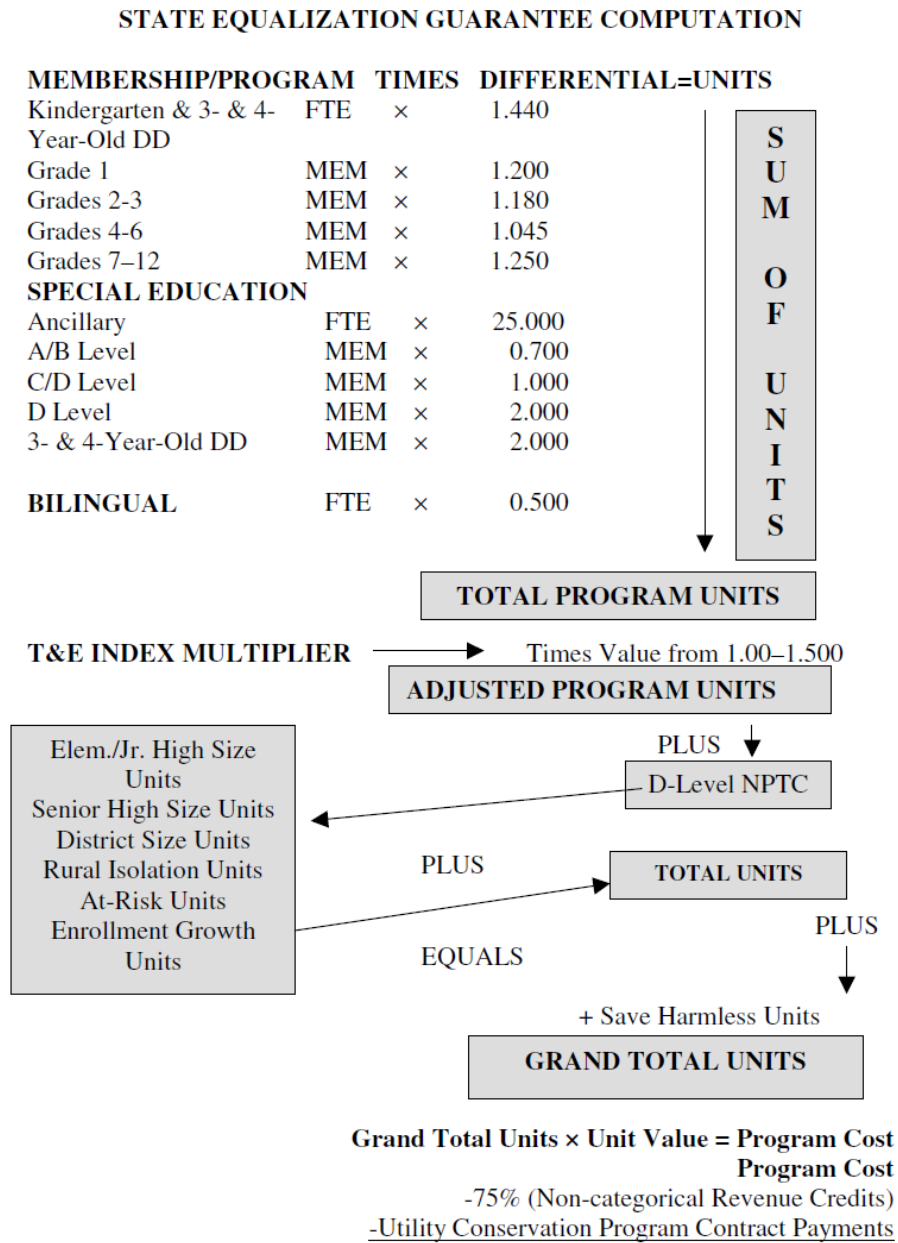 STATE EQUALIZATION GUARANTEE COMPUTATION
MEMBERSHIP/PROGRAM TIMES DIFFERENTIAL=UNITS
Kindergarten & 3- & 4- FTE × 1.440
Year-Old DD
Grade 1 MEM × 1.200
Grades 2-3 MEM × 1.180
Grades 4-6 MEM × 1.045
Grades 7–12 MEM × 1.250
SPECIAL EDUCATION
Ancillary FTE × 25.000
A/B Level MEM × 0.700
C/D Level MEM × 1.000
D Level MEM × 2.000
3- & 4-Year-Old DD MEM × 2.000
BILINGUAL FTE × 0.500
S
U
M
O
F
U
N
I
T
S
TOTAL PROGRAM UNITS
T&E INDEX MULTIPLIER Times Value from 1.00–1.500
ADJUSTED PROGRAM UNITS
PLUS
D-Level NPTC
Elem./Jr. High Size
Units
Senior High Size Units
District Size Units
Rural Isolation Units
At-Risk Units
Enrollment Growth
Units
PLUS
TOTAL UNITS
PLUS
EQUALS
+ Save Harmless Units
GRAND TOTAL UNITS
Grand Total Units × Unit Value = Program Cost
Program Cost
-75% (Non-categorical Revenue Credits)
-Utility Conservation Program Contract Payments